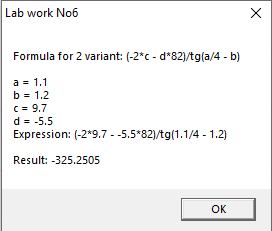 Lab work No6
Formula for 2 variant: (-2*c - d*82)/tg(a/4 - b)
a = 1.1
b = 1.2
c = 9.7
d = -5.5
Expression: (-2*9.7 - -5.5*82)/tg(1.1/4 - 1.2)
Result: -325.2505
OK